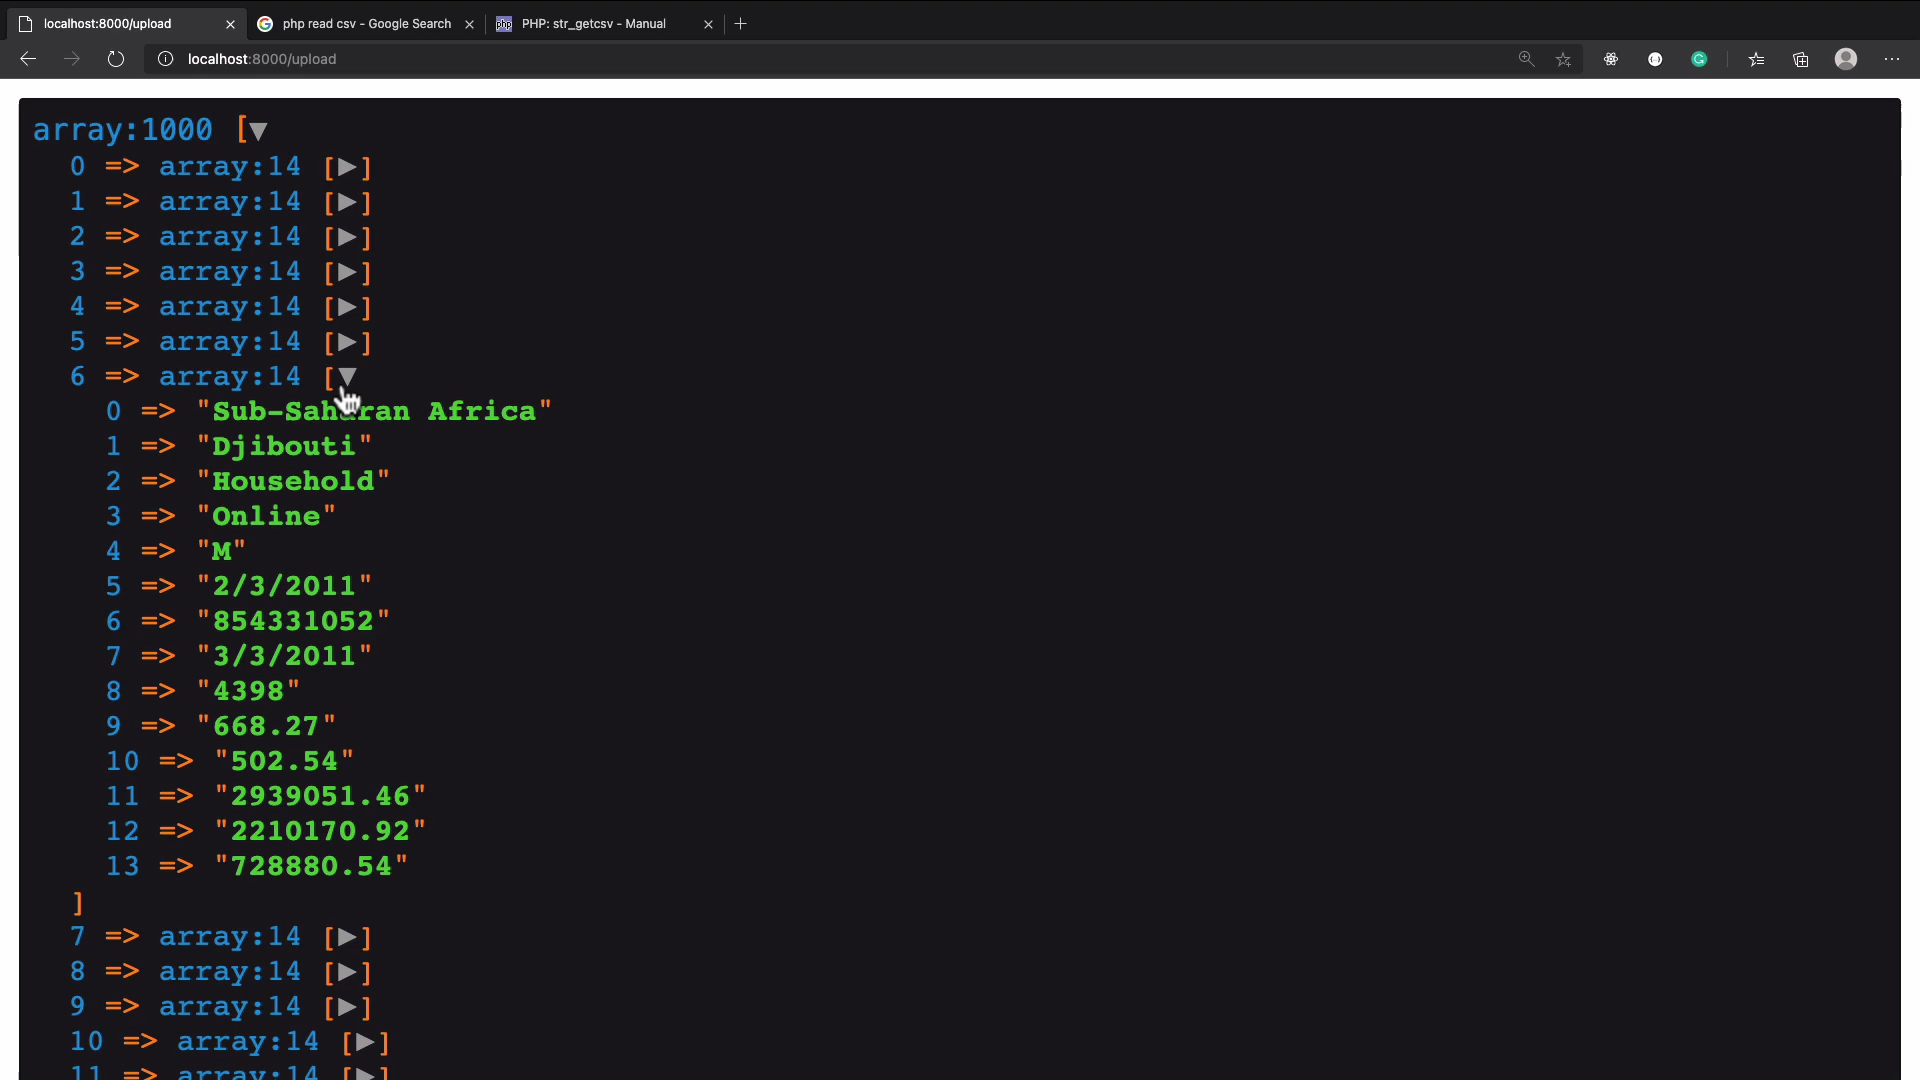 localhost:8000/upload
php read csv - Google Search
php PHP: str_getcsv - Manual
localhost:8000/upload
array:1000 [▼
0 => array:14 [▶]
1 => array:14 [▶]
2 => array:14 [▶]
3 => array:14 [▶]
4 => array:14 [▶]
5 => array:14 [▶]
6 => array:14 [▼
0 => "Sub-Saharan Africa"
1 => "Djibouti"
2 => "Household"
3 => "Online"
4 => "M"
5 => "2/3/2011"
6 => "854331052"
7 => "3/3/2011"
8 => "4398"
9 => "668.27"
10 => "502.54"
11 => "2939051.46"
12 => "2210170.92"
13 => "728880.54"
]
7 => array:14 [▶]
8 => array:14 [▶]
9 => array:14 [▶]
10 => array:14 [▶]
11 => array:14 [▶]